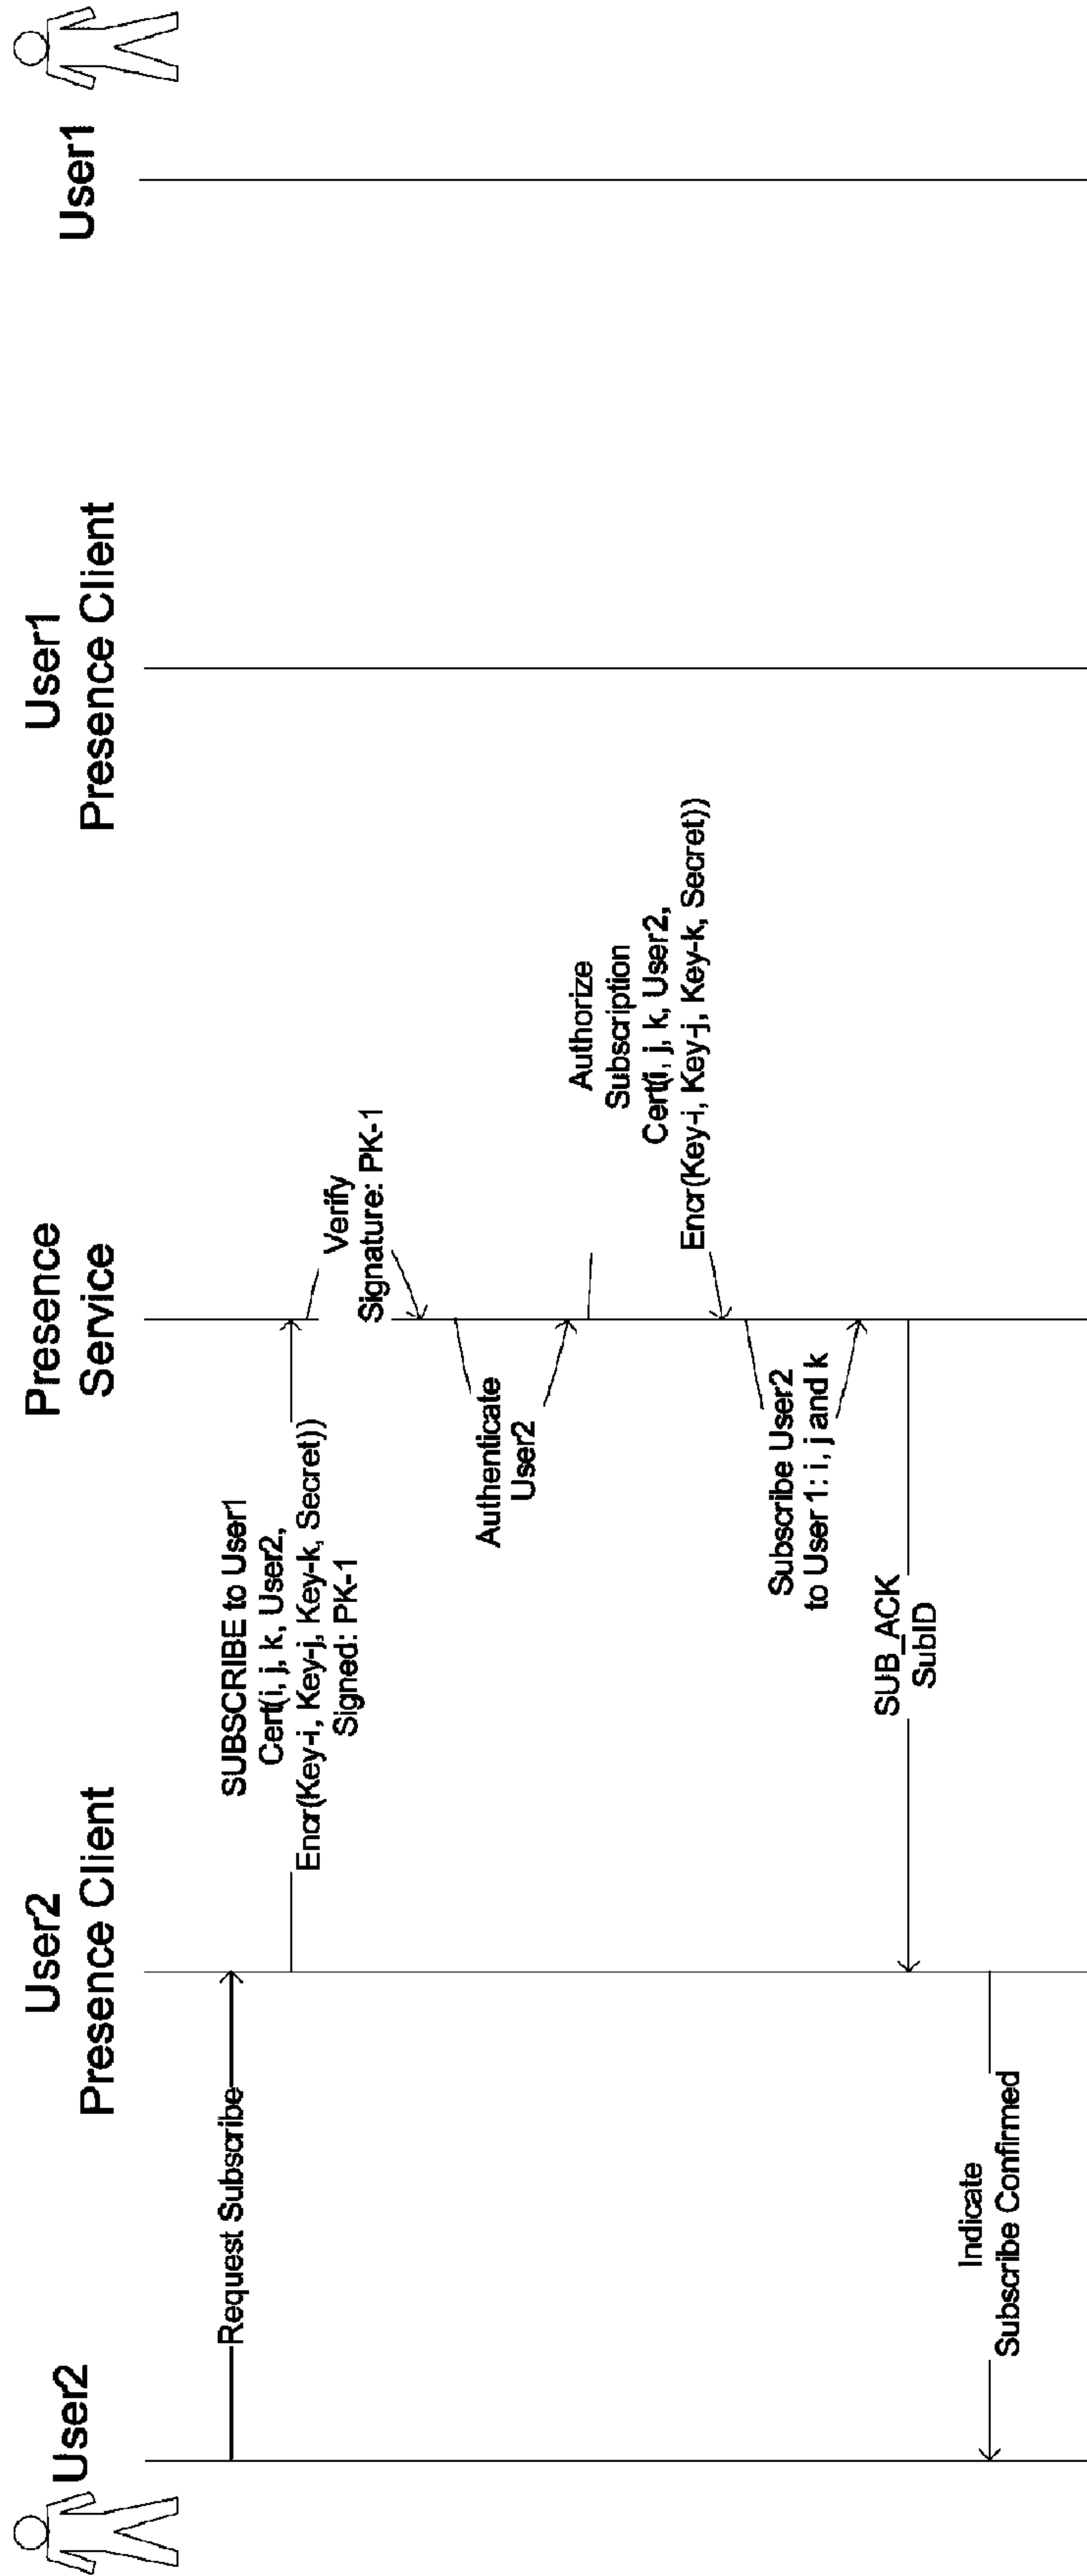 User2
User2
Presence Client
Presence
Service
User1
Presence Client
User1
Request Subscribe
SUBSCRIBE to User1
Cert(i, j, k, User2,
Encr(Key-i, Key-j, Key-k, Secret))
Signed: PK-1
Verify
Signature: PK-1
Authenticate
User2
Authorize
Subscription
Cert(i, j, k, User2,
Encr(Key-i, Key-j, Key-k, Secret))
Subscribe User2
to User 1: i, j and k
SUB_ACK
SubID
Indicate
Subscribe Confirmed